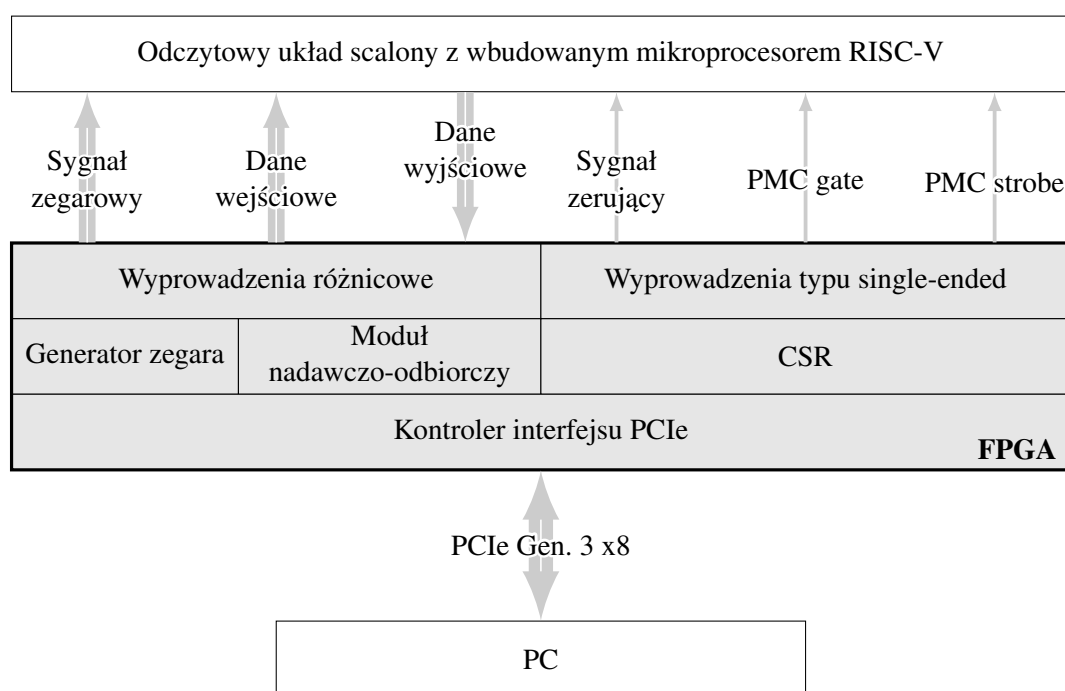 Odczytowy układ scalony z wbudowanym mikroprocesorem RISC-V
Sygnał
zegarowy
Dane
wejściowe
Dane
wyjściowe
Sygnał
zerujący
PMC gate
PMC strobe
Wyprowadzenia różnicowe
Wyprowadzenia typu single-ended
Generator zegara
Moduł
nadawczo-odbiorczy
CSR
Kontroler interfejsu PCIe
FPGA
PCIe Gen. 3 x8
PC